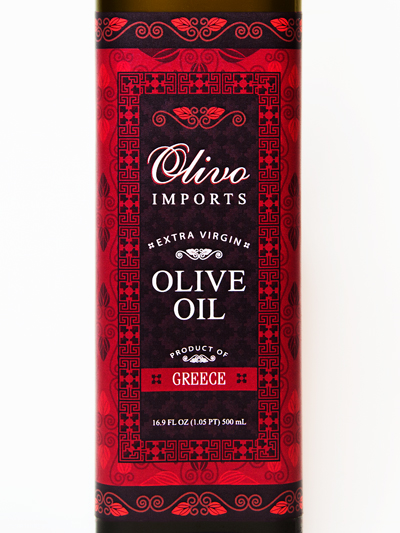 Olivo
IMPORTS
EXTRA VIRGIN
OLIVE
OIL
PRODUCT OF
GREECE
16.9 FL OZ (1.05 PT) 500 mL